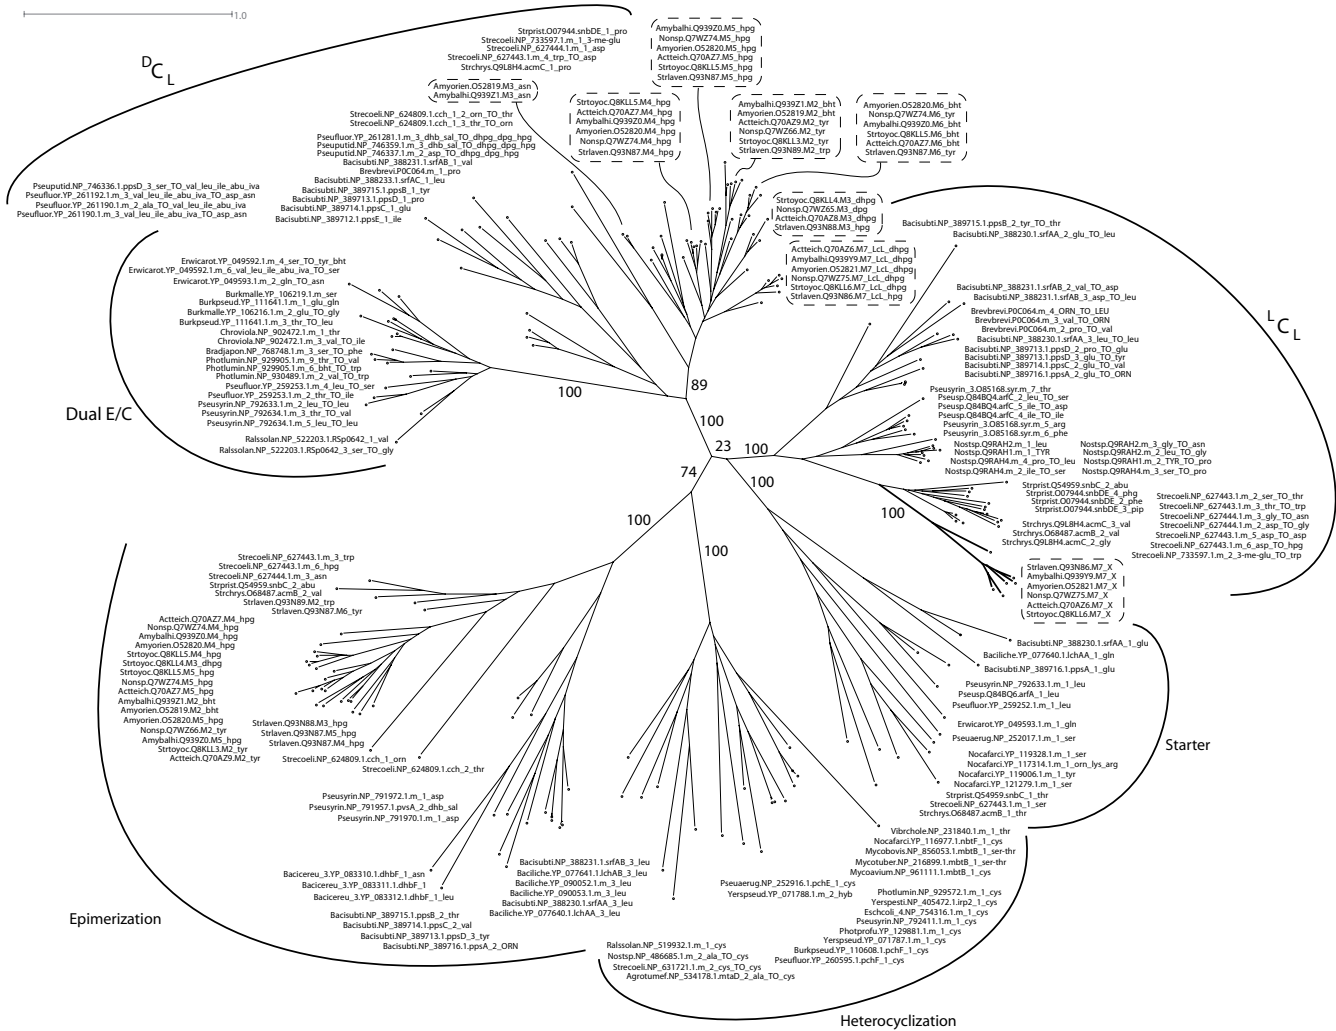 1.0
D
C
L
Strprist.O07944.snbDE_1_pro
Strecoeli.NP_733597.1.m_1_3-me-glu
Strecoeli.NP_627444.1.m_1_asp
Strecoeli.NP_627443.1.m_4_trp_TO_asp
Strchrys.Q9L8H4.acmC_1_pro
Amyorien.O52819.M3_asn
Amybalhi.Q939Z1.M3_asn
Strecoeli.NP_624809.1.cch_1_2_orn_TO_thr
Strecoeli.NP_624809.1.cch_1_3_thr_TO_orn
Pseufluor.YP_261281.1.m_3_dhb_sal_TO_dhpg_dpg_hpg
Pseuputid.NP_746359.1.m_3_dhb_sal_TO_dhpg_dpg_hpg
Pseuputid.NP_746337.1.m_2_asp_TO_dhpg_dpg_hpg
Bacisubti.NP_388231.1.srfAB_1_val
Brevbrevi.P0C064.m_1_pro
Bacisubti.NP_388233.1.srfAC_1_leu
Bacisubti.NP_389715.1.ppsB_1_tyr
Bacisubti.NP_389713.1.ppsD_1_pro
Bacisubti.NP_389714.1.ppsC_1_glu
Bacisubti.NP_389712.1.ppsE_1_ile
Pseuputid.NP_746336.1.ppsD_3_ser_TO_val_leu_ile_abu_iva
Pseufluor.YP_261192.1.m_3_val_leu_ile_abu_iva_TO_ser
Pseufluor.YP_261190.1.m_2_ala_TO_val_leu_ile_abu_iva
Pseufluor.YP_261190.1.m_3_val_leu_ile_abu_iva_TO_asp_asn
Amybalhi.Q939Z0.M5_hpg
Nonsp.Q7WZ74.M5_hpg
Amyorien.O52820.M5_hpg
Actteich.Q70AZ7.M5_hpg
Strtoyoc.Q8KLL5.M5_hpg
Strlaven.Q93N87.M5_hpg
Strtoyoc.Q8KLL5.M4_hpg
Actteich.Q70AZ7.M4_hpg
Amybalhi.Q939Z0.M4_hpg
Amyorien.O52820.M4_hpg
Nonsp.Q7WZ74.M4_hpg
Strlaven.Q93N87.M4_hpg
Amybalhi.Q939Z1.M2_bht
Amyorien.O52819.M2_bht
Actteich.Q70AZ9.M2_tyr
Nonsp.Q7WZ66.M2_tyr
Strtoyoc.Q8KLL3.M2_tyr
Strlaven.Q93N89.M2_trp
Amyorien.O52820.M6_bht
Nonsp.Q7WZ74.M6_tyr
Amybalhi.Q939Z0.M6_bht
Strtoyoc.Q8KLL5.M6_bht
Actteich.Q70AZ7.M6_bht
Strlaven.Q93N87.M6_tyr
Strtoyoc.Q8KLL4.M3_dhpg
Nonsp.Q7WZ65.M3_dpg
Actteich.Q70AZ8.M3_dhpg
Strlaven.Q93N88.M3_hpg
Actteich.Q70AZ6.M7_LcL_dhpg
Amybalhi.Q939Y9.M7_LcL_dhpg
Amyorien.O52821.M7_LcL_dhpg
Nonsp.Q7WZ75.M7_LcL_dhpg
Strtoyoc.Q8KLL6.M7_LcL_dhpg
Strlaven.Q93N86.M7_LcL_hpg
Bacisubti.NP_389715.1.ppsB_2_tyr_TO_thr
Bacisubti.NP_388230.1.srfAA_2_glu_TO_leu
Bacisubti.NP_388231.1.srfAB_2_val_TO_asp
Bacisubti.NP_388231.1.srfAB_3_asp_TO_leu
Brevbrevi.P0C064.m_4_ORN_TO_LEU
Brevbrevi.P0C064.m_3_val_TO_ORN
Brevbrevi.P0C064.m_2_pro_TO_val
Bacisubti.NP_388230.1.srfAA_3_leu_TO_leu
Bacisubti.NP_389713.1.ppsD_2_pro_TO_glu
Bacisubti.NP_389713.1.ppsD_3_glu_TO_tyr
Bacisubti.NP_389714.1.ppsC_2_glu_TO_val
Bacisubti.NP_389716.1.ppsA_2_glu_TO_ORN
L
C
L
Pseusyrin_3.O85168.syr.m_7_thr
Pseusp.Q84BQ4.arfC_2_leu_TO_ser
Pseusp.Q84BQ4.arfC_5_ile_TO_asp
Pseusp.Q84BQ4.arfC_4_ile_TO_ile
Pseusyrin_3.O85168.syr.m_5_arg
Pseusyrin_3.O85168.syr.m_6_phe
Nostsp.Q9RAH2.m_1_leu
Nostsp.Q9RAH1.m_1_TYR
Nostsp.Q9RAH4.m_4_pro_TO_leu
Nostsp.Q9RAH4.m_2_ile_TO_ser
Nostsp.Q9RAH2.m_3_gly_TO_asn
Nostsp.Q9RAH2.m_2_leu_TO_gly
Nostsp.Q9RAH1.m_2_TYR_TO_pro
Nostsp.Q9RAH4.m_3_ser_TO_pro
Strprist.Q54959.snbC_2_abu
Strprist.O07944.snbDE_4_phg
Strprist.O07944.snbDE_2_phe
Strprist.O07944.snbDE_3_pip
Strchrys.Q9L8H4.acmC_3_val
Strchrys.O68487.acmB_2_val
Strchrys.Q9L8H4.acmC_2_gly
Strecoeli.NP_627443.1.m_2_ser_TO_thr
Strecoeli.NP_627443.1.m_3_thr_TO_trp
Strecoeli.NP_627444.1.m_3_gly_TO_asn
Strecoeli.NP_627444.1.m_2_asp_TO_gly
Strecoeli.NP_627443.1.m_5_asp_TO_asp
Strecoeli.NP_627443.1.m_6_asp_TO_hpg
Strecoeli.NP_733597.1.m_2_3-me-glu_TO_trp
Strlaven.Q93N86.M7_X
Amybalhi.Q939Y9.M7_X
Amyorien.O52821.M7_X
Nonsp.Q7WZ75.M7_X
Actteich.Q70AZ6.M7_X
Strtoyoc.Q8KLL6.M7_X
Erwicarot.YP_049592.1.m_4_ser_TO_tyr_bht
Erwicarot.YP_049592.1.m_6_val_leu_ile_abu_iva_TO_ser
Erwicarot.YP_049593.1.m_2_gln_TO_asn
Burkmalle.YP_106219.1.m_ser
Burkpseud.YP_111641.1.m_1_glu_gln
Burkmalle.YP_106216.1.m_2_glu_TO_gly
Burkpseud.YP_111641.1.m_3_thr_TO_leu
Chroviola.NP_902472.1.m_1_thr
Chroviola.NP_902472.1.m_3_val_TO_ile
Bradjapon.NP_768748.1.m_3_ser_TO_phe
Photlumin.NP_929905.1.m_9_thr_TO_val
Photlumin.NP_929905.1.m_6_bht_TO_trp
Photlumin.NP_930489.1.m_2_val_TO_trp
Pseufluor.YP_259253.1.m_4_leu_TO_ser
Pseufluor.YP_259253.1.m_2_thr_TO_ile
Pseusyrin.NP_792633.1.m_2_leu_TO_leu
Pseusyrin.NP_792634.1.m_3_thr_TO_val
Pseusyrin.NP_792634.1.m_5_leu_TO_leu
Ralssolan.NP_522203.1.RSp0642_1_val
Ralssolan.NP_522203.1.RSp0642_3_ser_TO_gly
Dual E/C
100
89
100
23
100
74
100
100
100
100
Strecoeli.NP_627443.1.m_3_trp
Strecoeli.NP_627443.1.m_6_hpg
Strecoeli.NP_627444.1.m_3_asn
Strprist.Q54959.snbC_2_abu
Strchrys.O68487.acmB_2_val
Strlaven.Q93N89.M2_trp
Strlaven.Q93N87.M6_tyr
Actteich.Q70AZ7.M4_hpg
Nonsp.Q7WZ74.M4_hpg
Amybalhi.Q939Z0.M4_hpg
Amyorien.O52820.M4_hpg
Strtoyoc.Q8KLL5.M4_hpg
Strtoyoc.Q8KLL4.M3_dhpg
Strtoyoc.Q8KLL5.M5_hpg
Nonsp.Q7WZ74.M5_hpg
Actteich.Q70AZ7.M5_hpg
Amybalhi.Q939Z1.M2_bht
Amyorien.O52819.M2_bht
Amyorien.O52820.M5_hpg
Nonsp.Q7WZ66.M2_tyr
Amybalhi.Q939Z0.M5_hpg
Strtoyoc.Q8KLL3.M2_tyr
Actteich.Q70AZ9.M2_tyr
Strlaven.Q93N88.M3_hpg
Strlaven.Q93N87.M5_hpg
Strlaven.Q93N87.M4_hpg
Strecoeli.NP_624809.1.cch_1_orn
Strecoeli.NP_624809.1.cch_2_thr
Pseusyrin.NP_791972.1.m_1_asp
Pseusyrin.NP_791957.1.pvsA_2_dhb_sal
Pseusyrin.NP_791970.1.m_1_asp
Bacicereu_3.YP_083310.1.dhbF_1_asn
Bacicereu_3.YP_083311.1.dhbF_1
Bacicereu_3.YP_083312.1.dhbF_1_leu
Bacisubti.NP_389715.1.ppsB_2_thr
Bacisubti.NP_389714.1.ppsC_2_val
Bacisubti.NP_389713.1.ppsD_3_tyr
Bacisubti.NP_389716.1.ppsA_2_ORN
Bacisubti.NP_388231.1.srfAB_3_leu
Baciliche.YP_077641.1.lchAB_3_leu
Baciliche.YP_090052.1.m_3_leu
Baciliche.YP_090053.1.m_3_leu
Bacisubti.NP_388230.1.srfAA_3_leu
Baciliche.YP_077640.1.lchAA_3_leu
Epimerization
Bacisubti.NP_388230.1.srfAA_1_glu
Baciliche.YP_077640.1.lchAA_1_gln
Bacisubti.NP_389716.1.ppsA_1_glu
Pseusyrin.NP_792633.1.m_1_leu
Pseusp.Q84BQ6.arfA_1_leu
Pseufluor.YP_259252.1.m_1_leu
Erwicarot.YP_049593.1.m_1_gln
Pseuaerug.NP_252017.1.m_1_ser
Nocafarci.YP_119328.1.m_1_ser
Nocafarci.YP_117314.1.m_1_orn_lys_arg
Nocafarci.YP_119006.1.m_1_tyr
Nocafarci.YP_121279.1.m_1_ser
Strprist.Q54959.snbC_1_thr
Strecoeli.NP_627443.1.m_1_ser
Strchrys.O68487.acmB_1_thr
Starter
Vibrchole.NP_231840.1.m_1_thr
Nocafarci.YP_116977.1.nbtF_1_cys
Mycobovis.NP_856053.1.mbtB_1_ser-thr
Mycotuber.NP_216899.1.mbtB_1_ser-thr
Mycoavium.NP_961111.1.mbtB_1_cys
Pseuaerug.NP_252916.1.pchE_1_cys
Yerspseud.YP_071788.1.m_2_hyb
Photlumin.NP_929572.1.m_1_cys
Yerspesti.NP_405472.1.irp2_1_cys
Eschcoli_4.NP_754316.1.m_1_cys
Pseusyrin.NP_792411.1.m_1_cys
Photprofu.YP_129881.1.m_1_cys
Yerspseud.YP_071787.1.m_1_cys
Burkpseud.YP_110608.1.pchF_1_cys
Pseufluor.YP_260595.1.pchF_1_cys
Ralssolan.NP_519932.1.m_1_cys
Nostsp.NP_486685.1.m_2_ala_TO_cys
Strecoeli.NP_631721.1.m_2_cys_TO_cys
Agrotumef.NP_534178.1.mtaD_2_ala_TO_cys
Heterocyclization